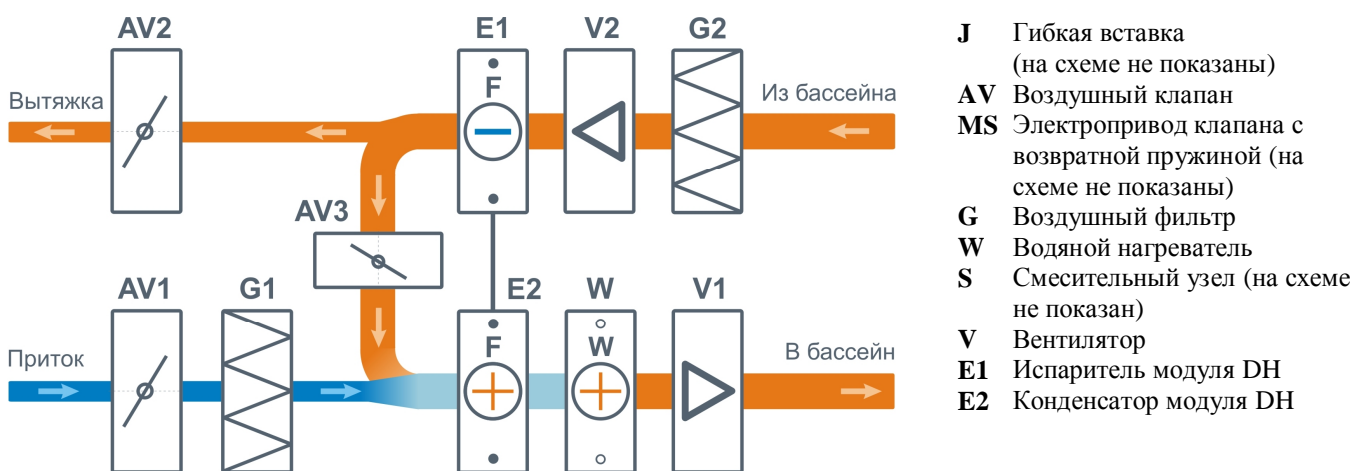 AV2 E1 V2 G2
F
Вытяжка
Из бассейна
AV3
AV1 G1 E2 W V1
F W
Приток
В бассейн
J Гибкая вставка
(на схеме не показаны)
AV Воздушный клапан
MS Электропривод клапана с
возвратной пружиной (на
схеме не показаны)
G Воздушный фильтр
W Водяной нагреватель
S Смесительный узел (на схеме
не показан)
V Вентилятор
E1 Испаритель модуля DH
E2 Конденсатор модуля DH